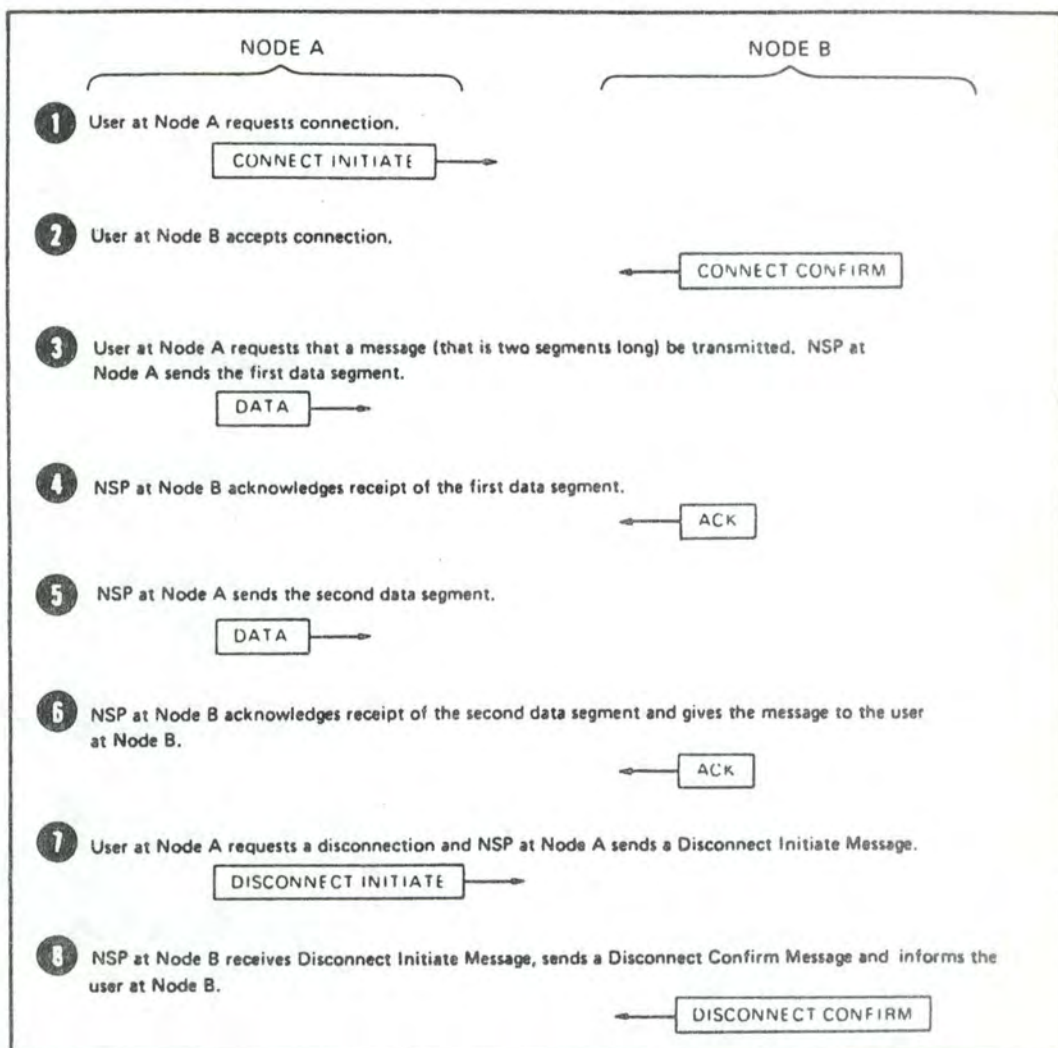 NODE A NODE B
1 User at Node A requests connection.
CONNECT INITIATE
2 User at Node B accepts connection.
CONNECT CONFIRM
3 User at Node A requests that a message (that is two segments long) be transmitted. NSP at
Node A sends the first data segment.
DATA
4 NSP at Node B acknowledges receipt of the first data segment.
ACK
5 NSP at Node A sends the second data segment.
DATA
6 NSP at Node B acknowledges receipt of the second data segment and gives the message to the user
at Node B.
ACK
7 User at Node A requests a disconnection and NSP at Node A sends a Disconnect Initiate Message.
DISCONNECT INITIATE
8 NSP at Node B receives Disconnect Initiate Message, sends a Disconnect Confirm Message and informs the
user at Node B.
DISCONNECT CONFIRM